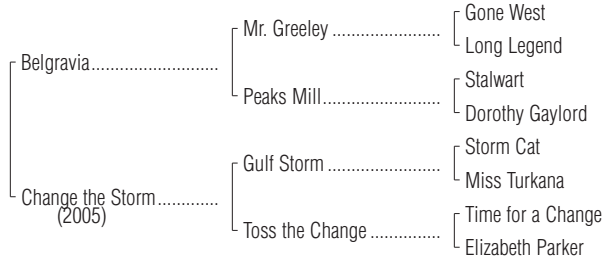 Gone West
Mr. Greeley ....................
Long Legend
Belgravia..........................
Stalwart
Peaks Mill........................
Dorothy Gaylord
Storm Cat
Gulf Storm ......................
Miss Turkana
Change the Storm.............
(2005)
Time for a Change
Toss the Change ..............
Elizabeth Parker